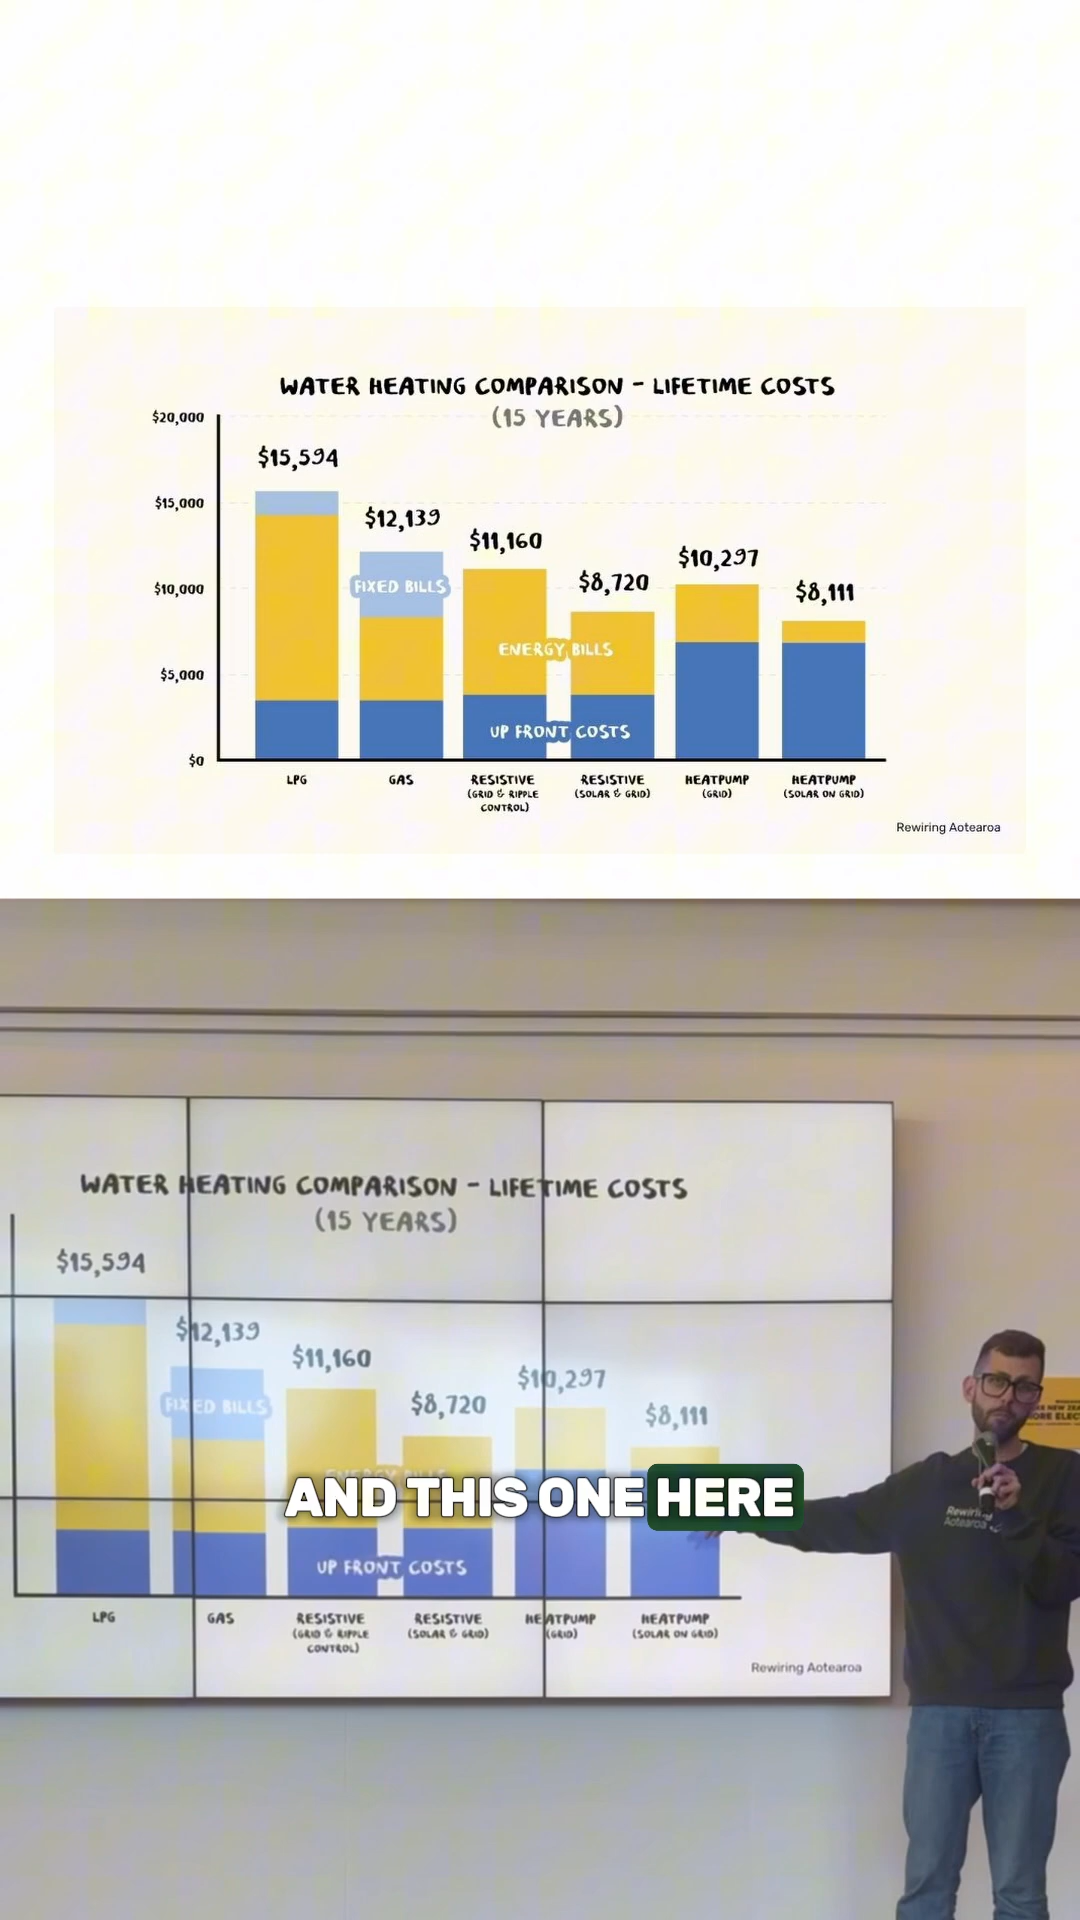 WATER HEATING COMPARISON - LIFETIME COSTS
(15 YEARS)
$20,000
$15,000
$10,000
$5,000
$0
$15,594
$12,139
$11,160
$8,720
$10,297
$8,111
FIXED BILLS
ENERGY BILLS
UP FRONT COSTS
LPG
GAS
RESISTIVE
(GRID & RIPPLE
CONTROL)
RESISTIVE
(SOLAR & GRID)
HEATPUMP
(GRID)
HEATPUMP
(SOLAR ON GRID)
Rewiring Aotearoa
WATER HEATING COMPARISON - LIFETIME COSTS
(15 YEARS)
$15,594
$12,139
$11,160
$8,720
$10,297
$8,111
FIXED BILLS
AND THIS ONE HERE
UP FRONT COSTS
LPG
GAS
RESISTIVE
(GRID & RIPPLE
CONTROL)
RESISTIVE
(SOLAR & GRID)
HEATPUMP
(GRID)
HEATPUMP
(SOLAR ON GRID)
Rewiring Aotearoa
Rewiring
Aotearoa